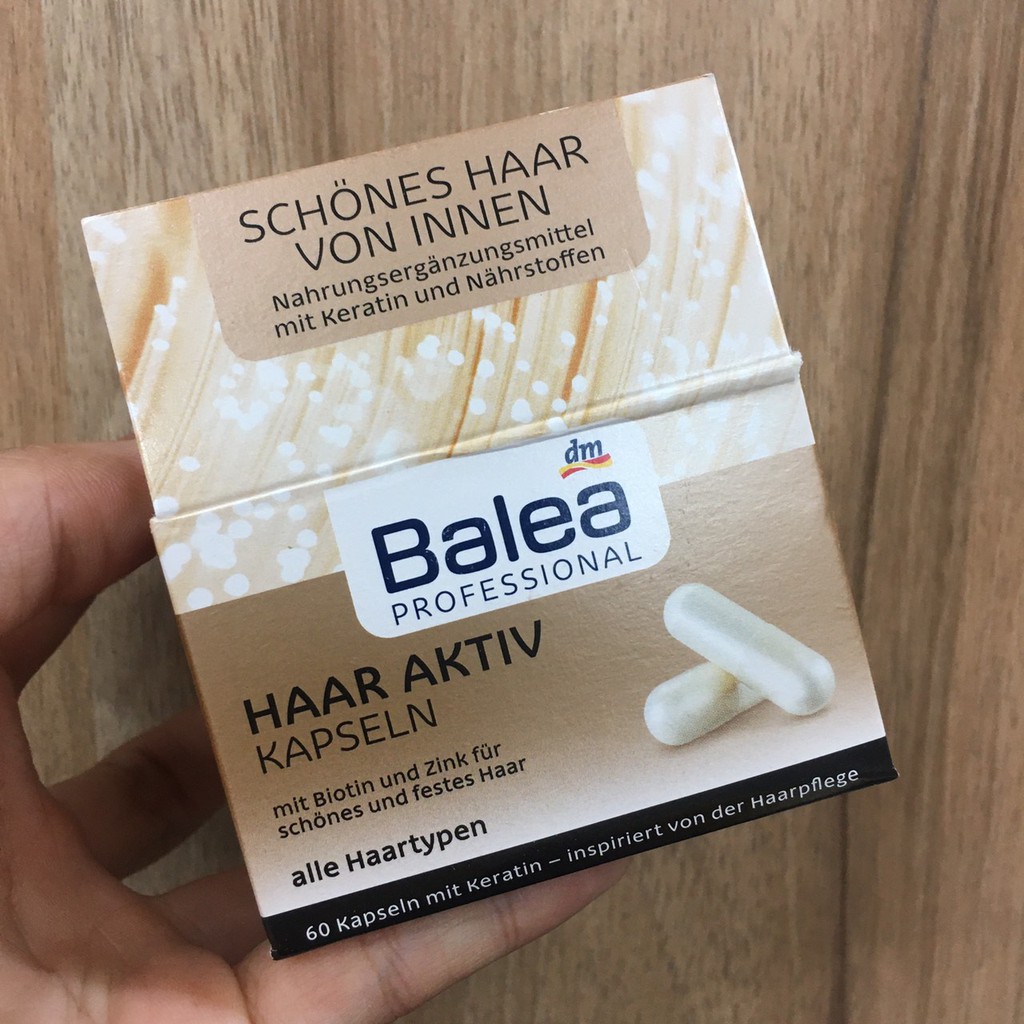 SCHÖNES HAAR
VON INNEN
Nahrungsergänzungsmittel
mit Keratin und Nährstoffen
dm
Balea
PROFESSIONAL
HAAR AKTIV
KAPSELN
mit Biotin und Zink für
schönes und festes Haar
alle Haartypen
60 Kapseln mit Keratin – inspiriert von der Haarpflege